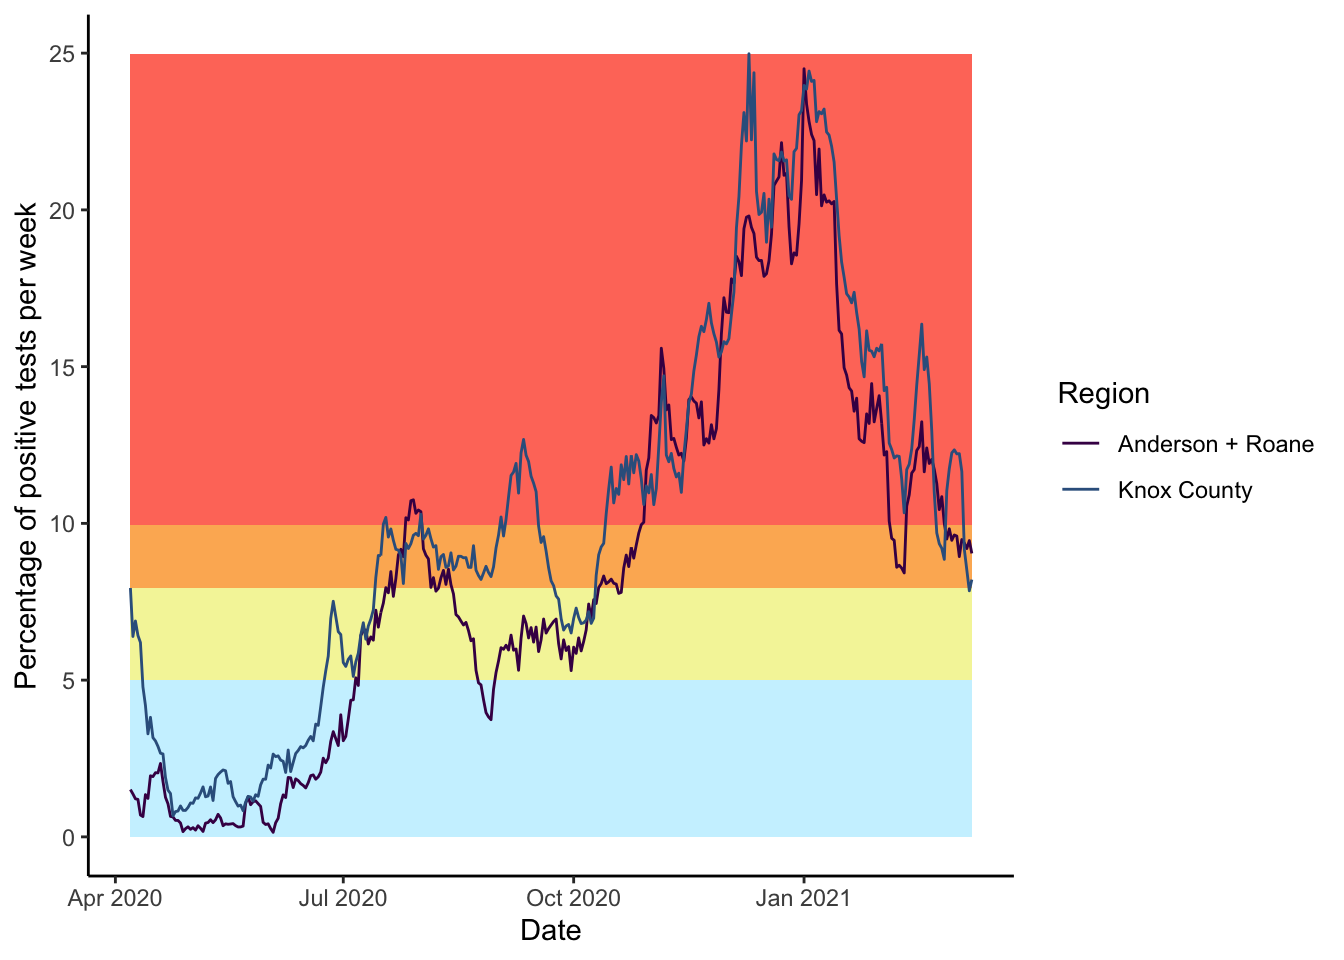 25
20
15
10
5
0
Percentage of positive tests per week
Apr 2020
Jul 2020
Oct 2020
Jan 2021
Date
Region
Anderson + Roane
Knox County